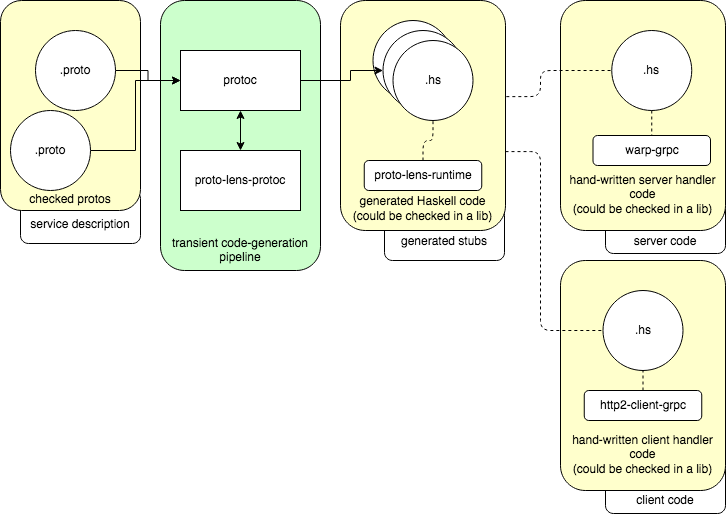 .proto
.proto
checked protos
service description
protoc
proto-lens-protoc
transient code-generation
pipeline
.hs
proto-lens-runtime
generated Haskell code
(could be checked in a lib)
generated stubs
.hs
warp-grpc
hand-written server handler
code
(could be checked in a lib)
server code
.hs
http2-client-grpc
hand-written client handler
code
(could be checked in a lib)
client code